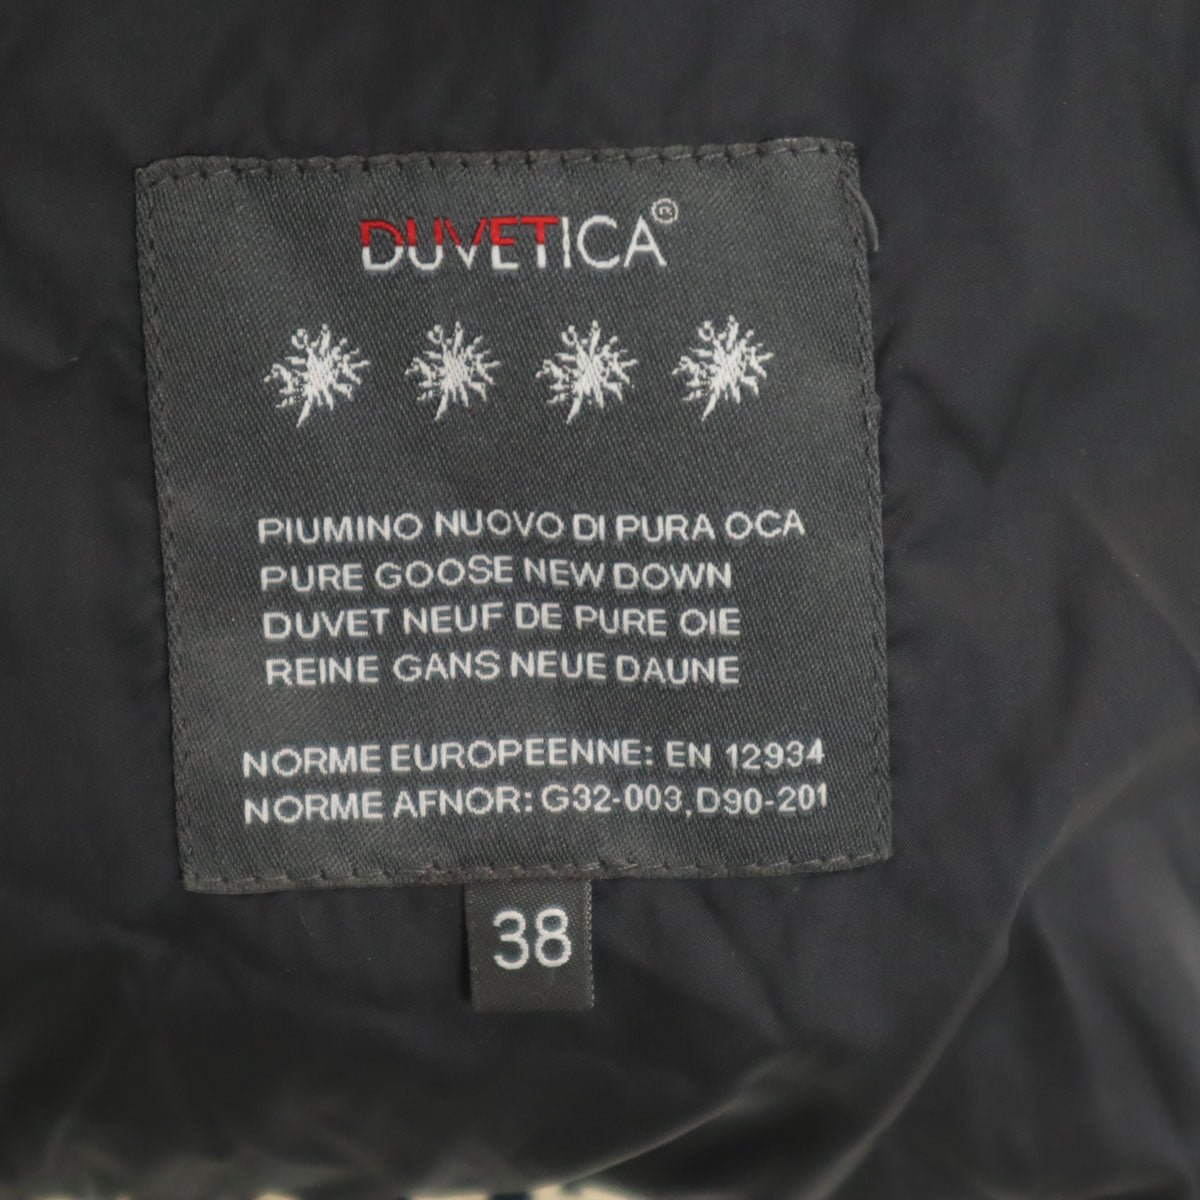 DUVETICA®
PIUMINO NUOVO DI PURA OCA
PURE GOOSE NEW DOWN
DUVET NEUF DE PURE OIE
REINE GANS NEUE DAUNE
NORME EUROPEENNE: EN 12934
NORME AFNOR: G32-003, D90-201
38